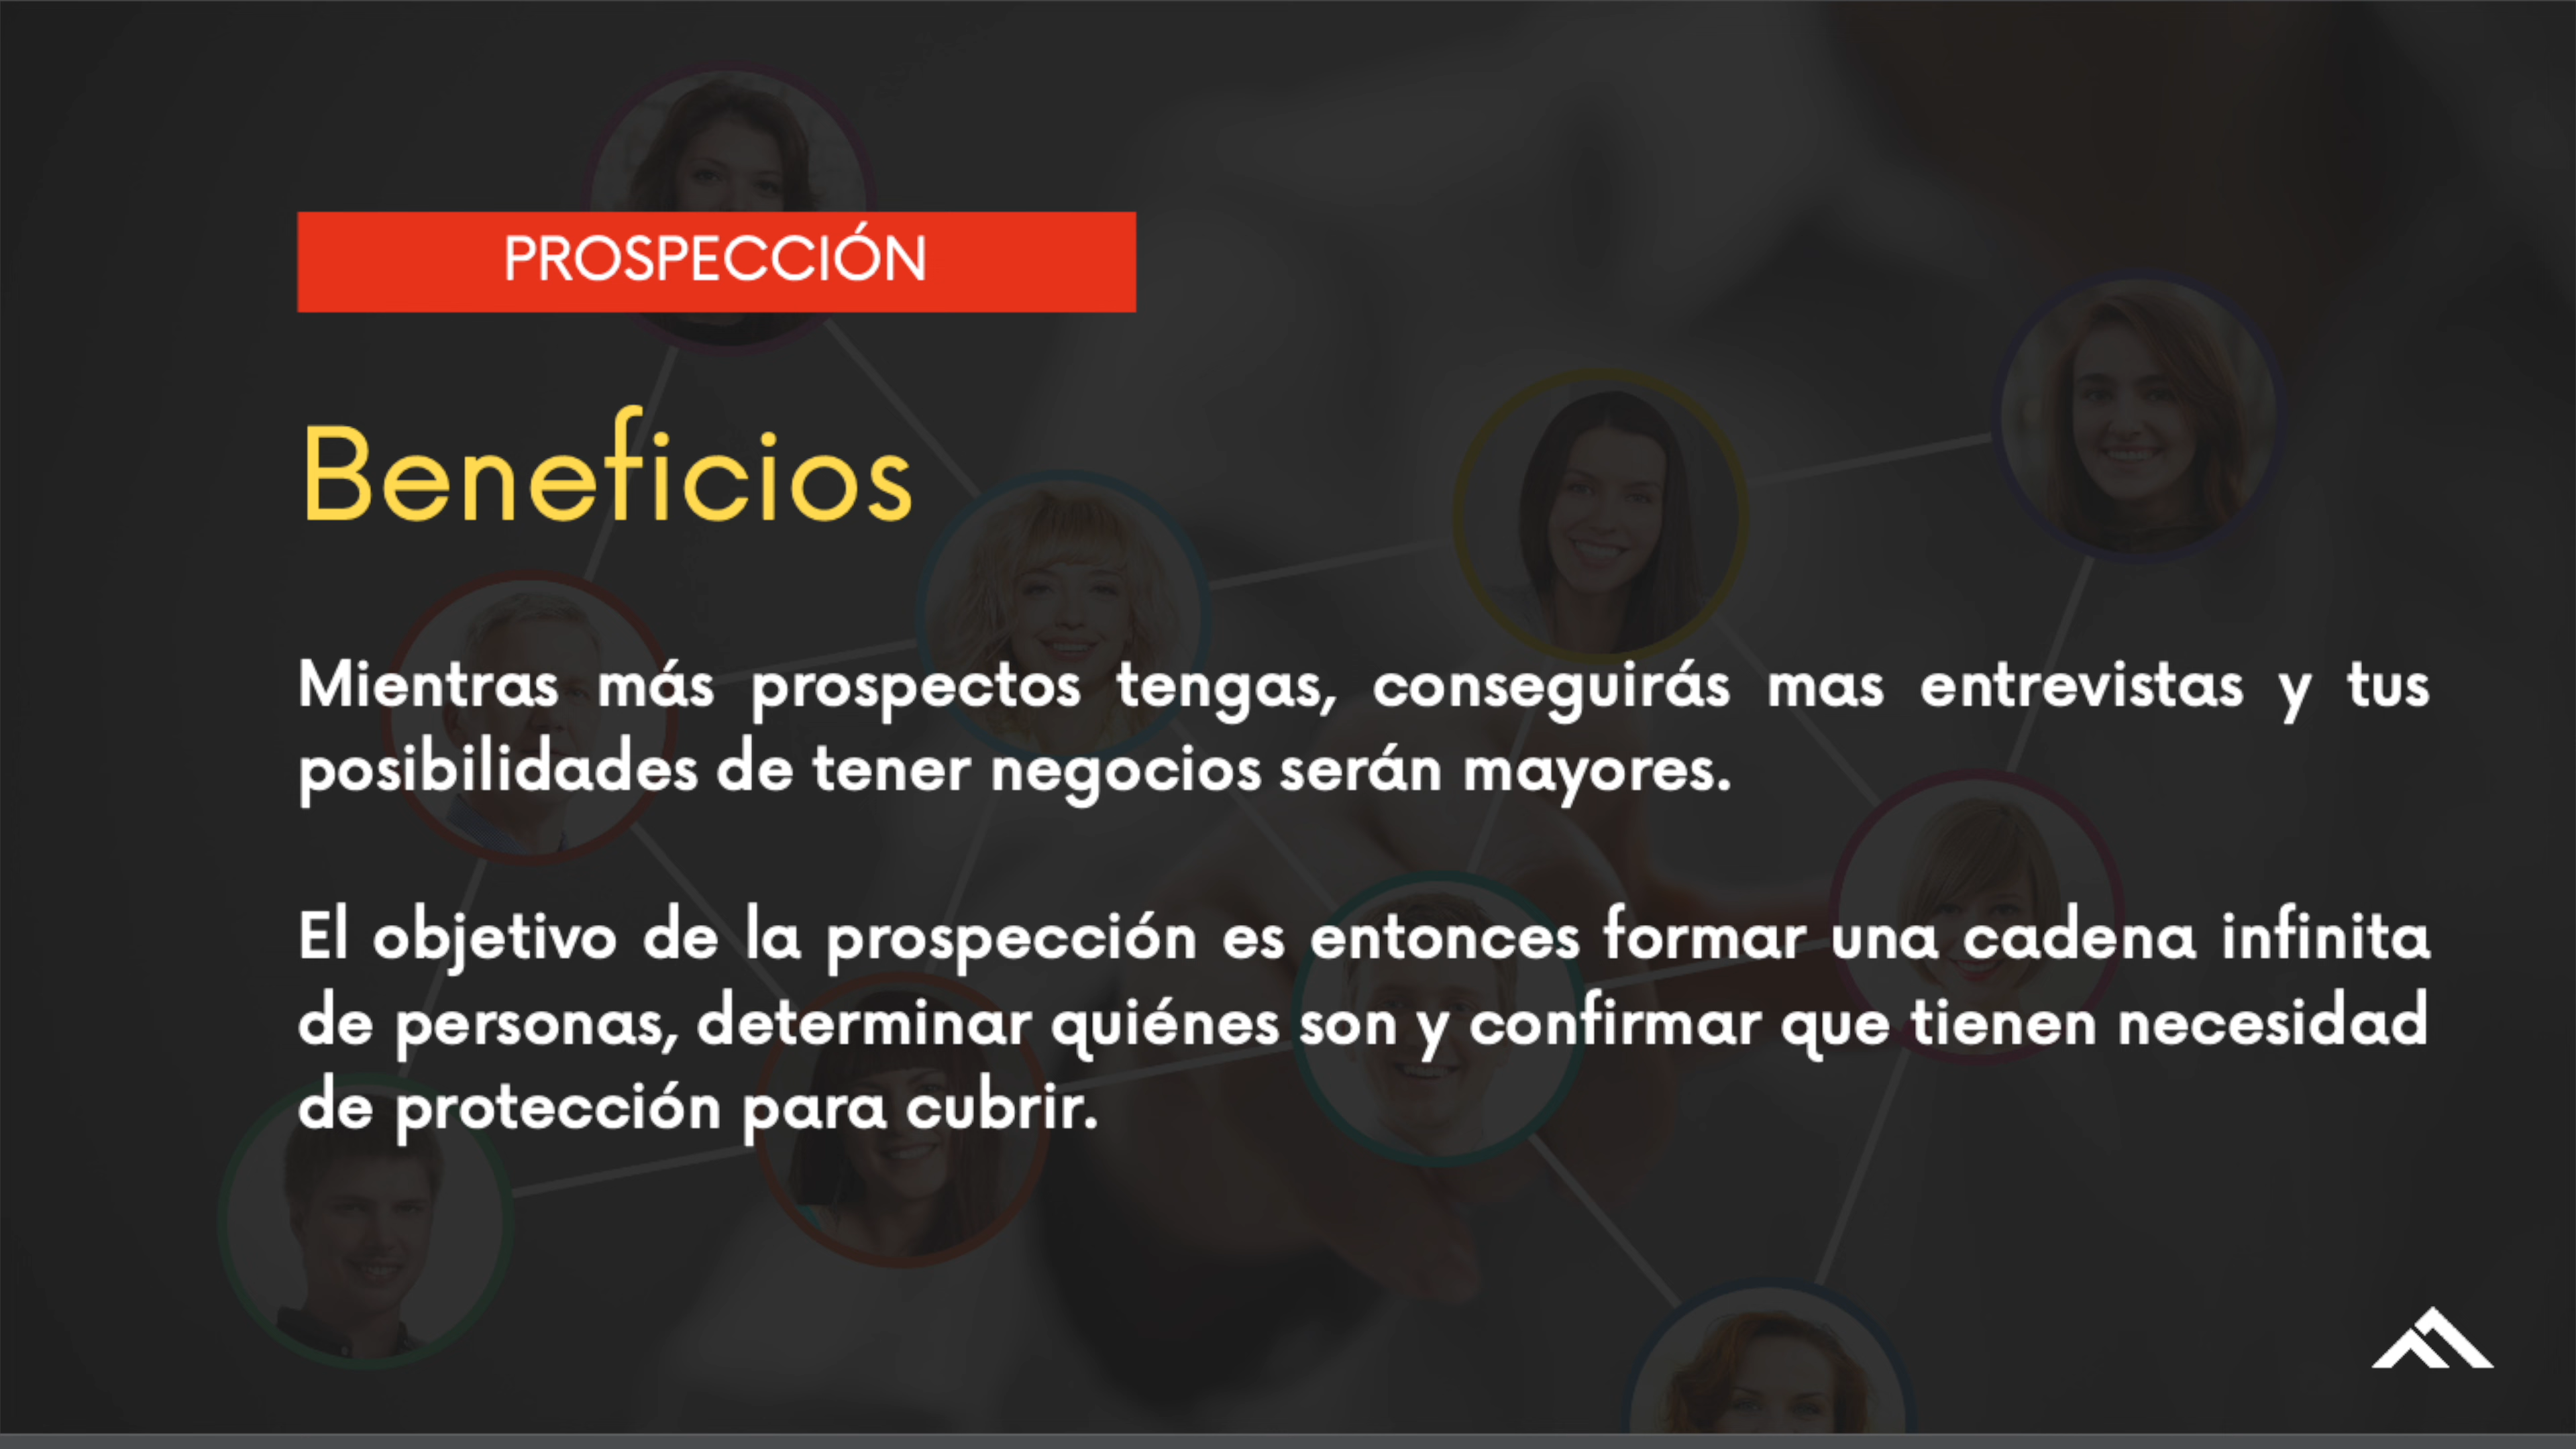 PROSPECCIÓN
Beneficios
Mientras más prospectos tengas, conseguirás mas entrevistas y tus
posibilidades de tener negocios serán mayores.
El objetivo de la prospección es entonces formar una cadena infinita
de personas, determinar quiénes son y confirmar que tienen necesidad
de protección para cubrir.